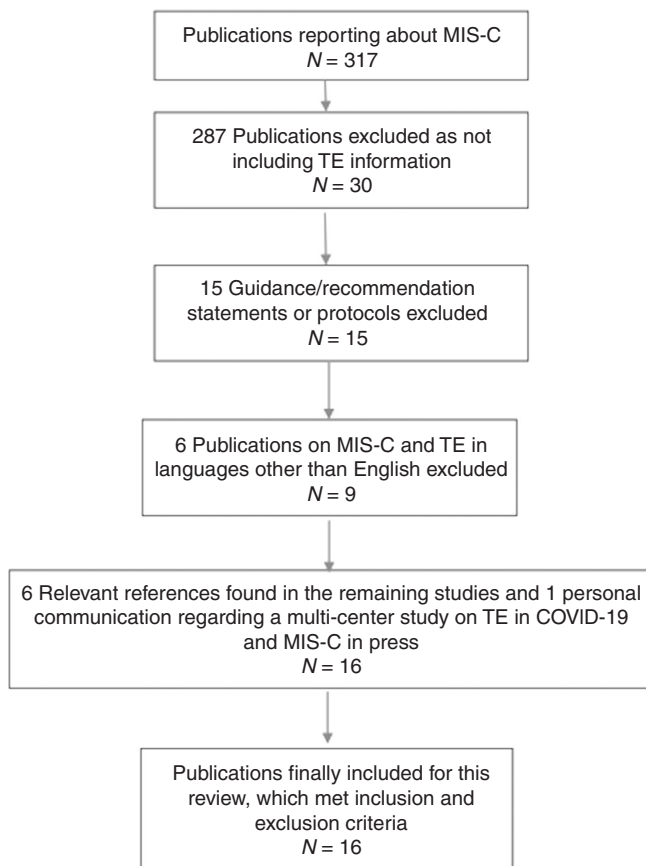 Publications reporting about MIS-C
N = 317
287 Publications excluded as not
including TE information
N = 30
15 Guidance/recommendation
statements or protocols excluded
N = 15
6 Publications on MIS-C and TE in
languages other than English excluded
N = 9
6 Relevant references found in the remaining studies and 1 personal
communication regarding a multi-center study on TE in COVID-19
and MIS-C in press
N = 16
Publications finally included for this
review, which met inclusion and
exclusion criteria
N = 16